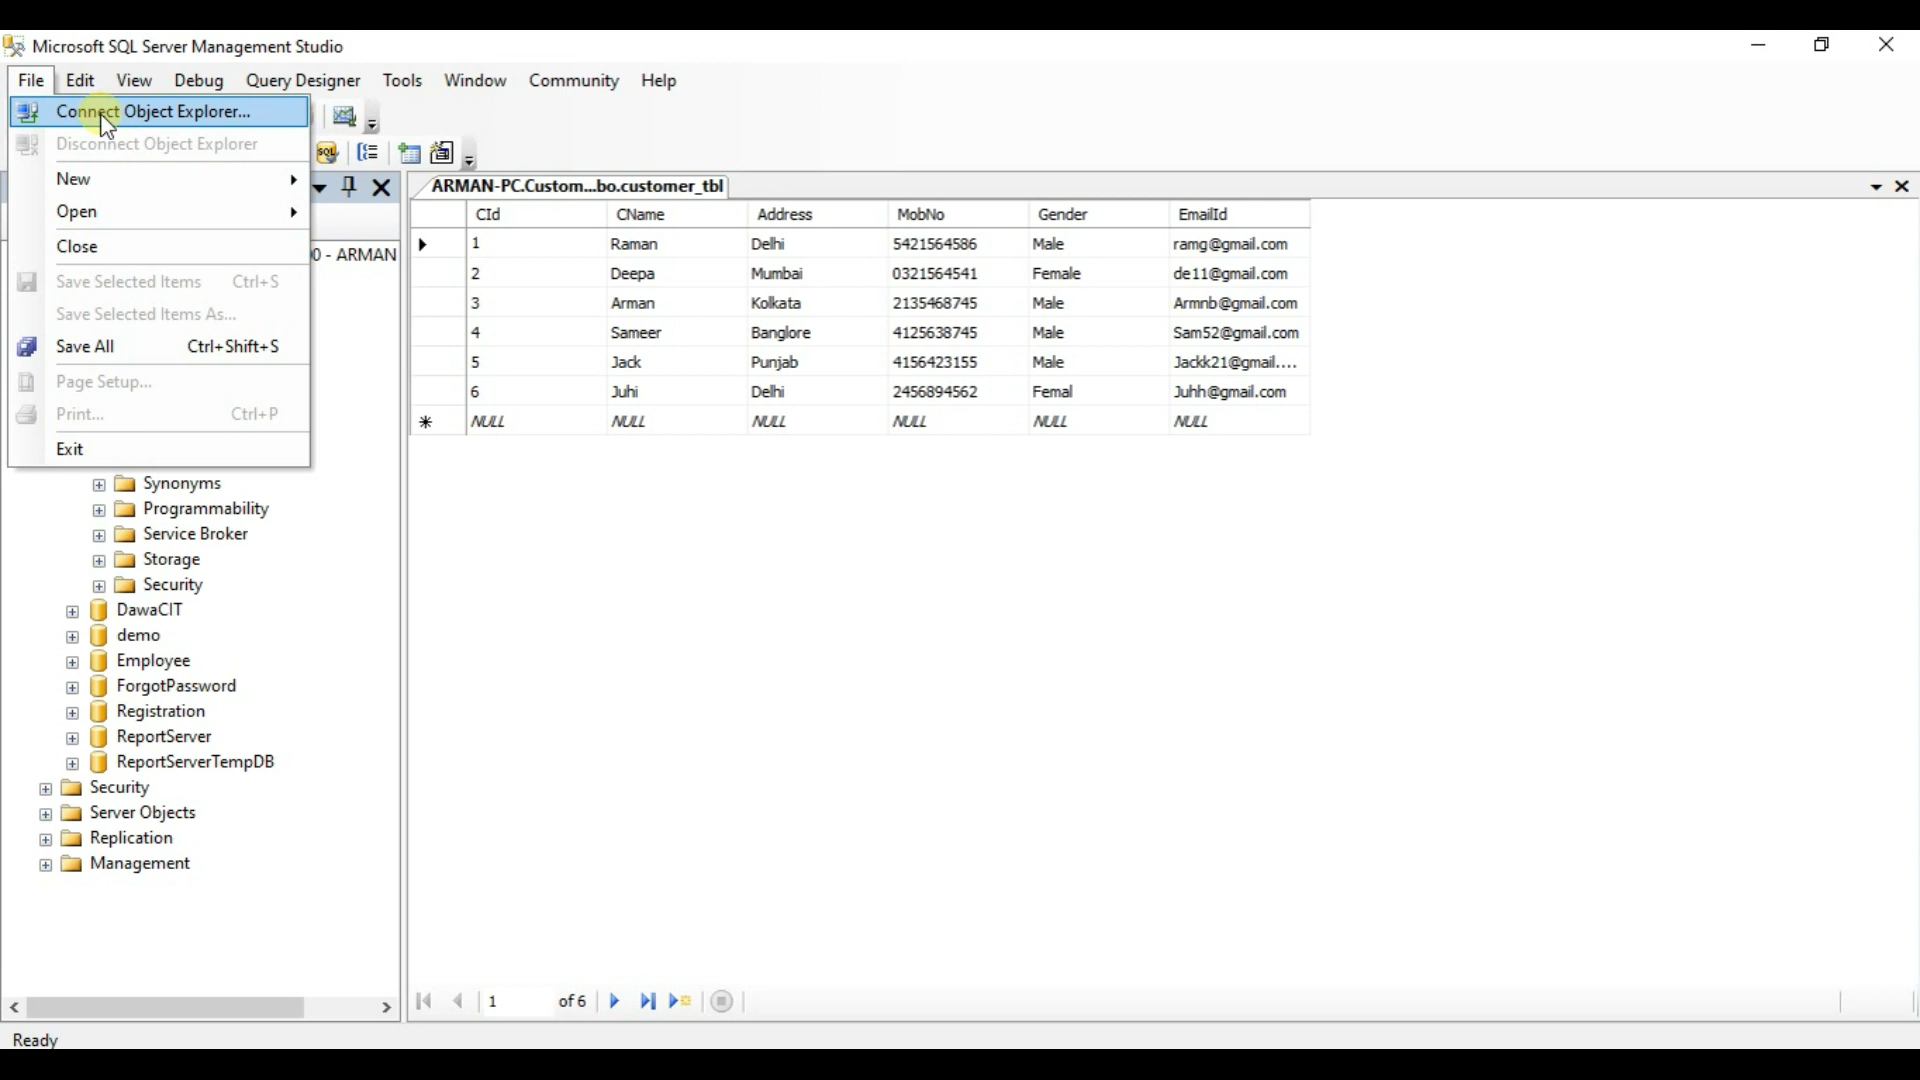 Microsoft SQL Server Management Studio
File Edit View Debug Query Designer Tools Window Community Help
Connect Object Explorer...
Disconnect Object Explorer
New
Open
Close
Save Selected Items Ctrl+S
Save Selected Items As...
Save All Ctrl+Shift+S
Page Setup...
Print... Ctrl+P
Exit
SQL
0 - ARMAN
Synonyms
Programmability
Service Broker
Storage
Security
DawaCIT
demo
Employee
ForgotPassword
Registration
ReportServer
ReportServerTempDB
Security
Server Objects
Replication
Management
ARMAN-PC.Custom...bo.customer_tbl
CId CName Address MobNo Gender EmailId
1 Raman Delhi 5421564586 Male ramg@gmail.com
2 Deepa Mumbai 0321564541 Female de11@gmail.com
3 Arman Kolkata 2135468745 Male Armnb@gmail.com
4 Sameer Banglore 4125638745 Male Sam52@gmail.com
5 Jack Punjab 4156423155 Male Jackk21@gmail....
6 Juhi Delhi 2456894562 Femal Juhh@gmail.com
NULL NULL NULL NULL NULL NULL
1 of 6
Ready